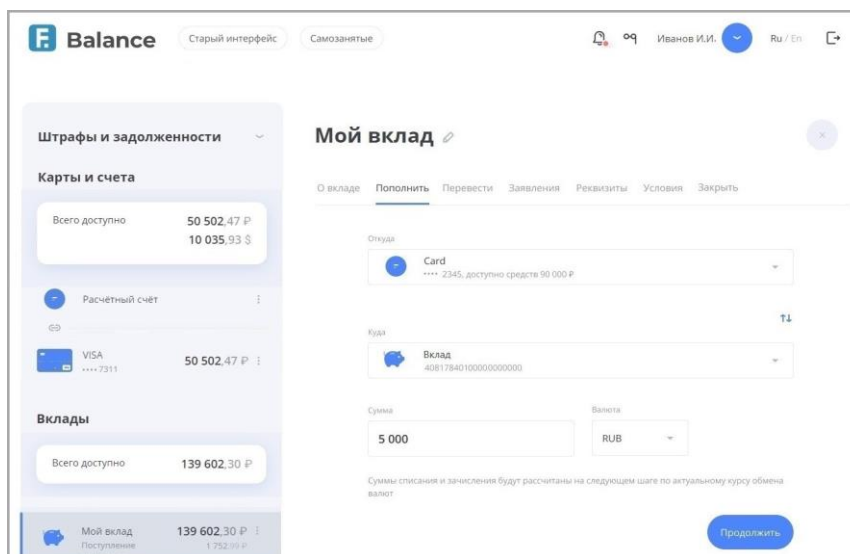 F. Balance
Старый интерфейс
Самозанятые
Иванов И.И.
Ru / En
Штрафы и задолженности
Карты и счета
Всего доступно 50 502,47 ₽
10 035,93 $
Расчётный счёт
VISA
•••• 7311
50 502,47 ₽
Вклады
Всего доступно 139 602,30 ₽
Мой вклад 139 602,30 ₽
Поступление 1 752,99 ₽
Мой вклад
О вкладе Пополнить Перевести Заявления Реквизиты Условия Закрыть
Откуда
Card
•••• 2345, доступно средств 90 000 ₽
Куда
Вклад
40817840100000000000
Сумма Валюта
5 000 RUB
Суммы списания и зачисления будут рассчитаны на следующем шаге по актуальному курсу обмена
валют
Продолжить